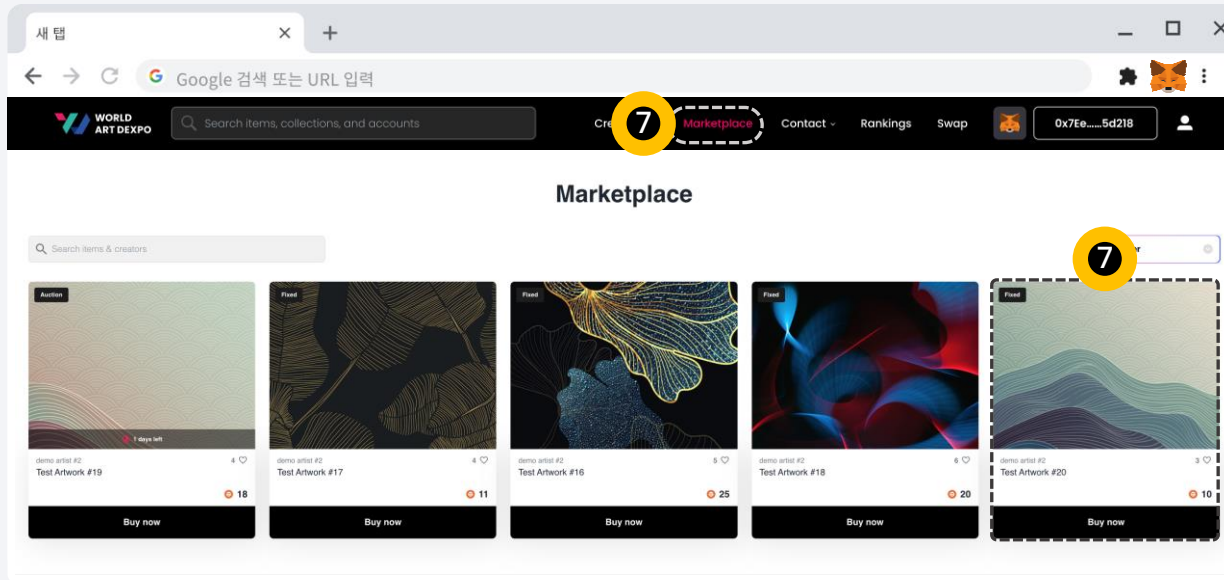 새 탭
Google 검색 또는 URL 입력
WORLD
ART DEXPO
Search items, collections, and accounts
7
Marketplace
Contact
Rankings
Swap
0x7Ee......5d218
Marketplace
Search items & creators
7
Auction
1 days left
demo artist #2
4
Test Artwork #19
18
Buy now
Fixed
demo artist #2
4
Test Artwork #17
11
Buy now
Fixed
demo artist #2
5
Test Artwork #16
25
Buy now
Fixed
demo artist #2
6
Test Artwork #18
20
Buy now
Fixed
demo artist #2
3
Test Artwork #20
10
Buy now